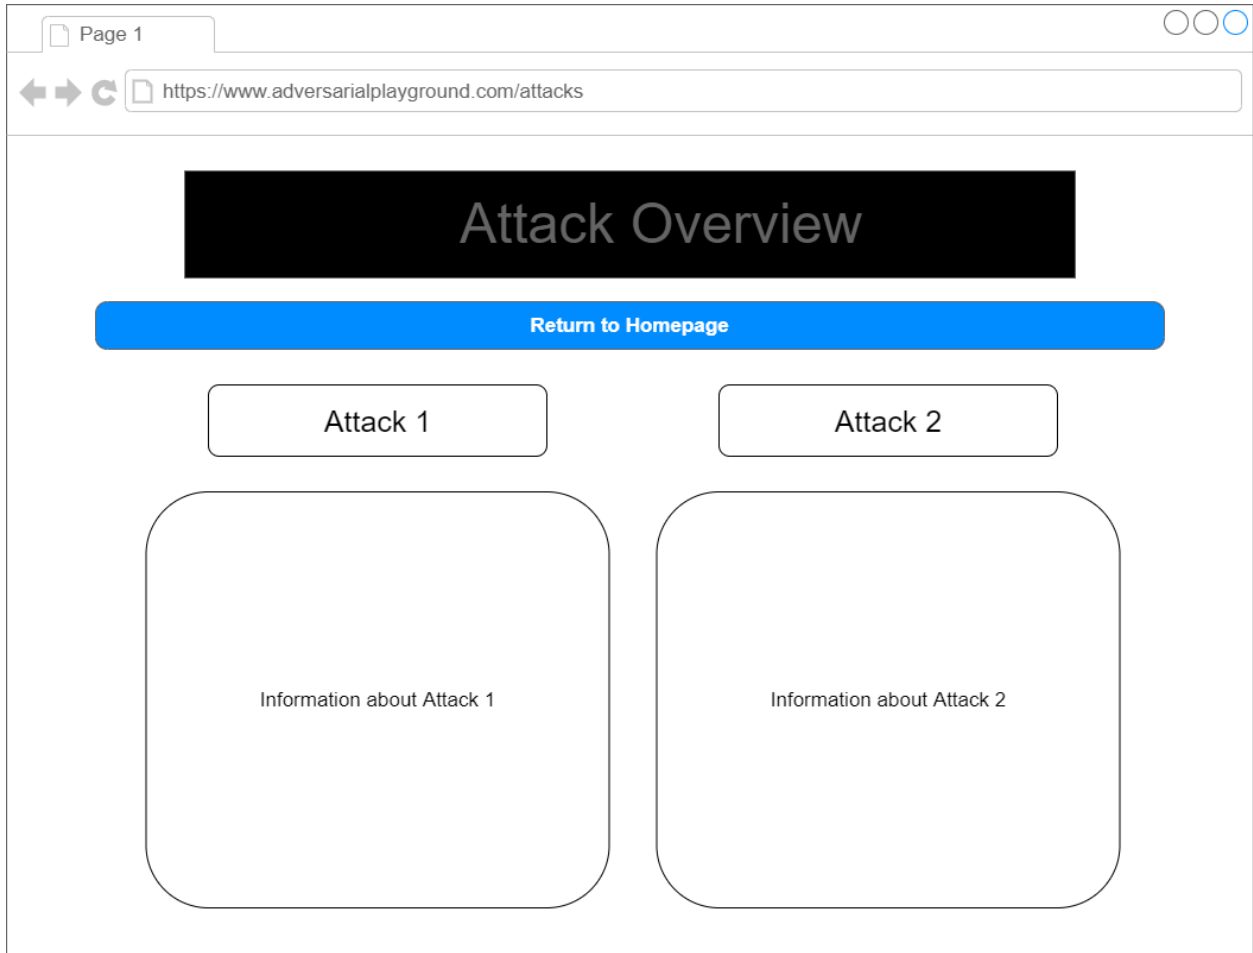 Page 1
https://www.adversarialplayground.com/attacks
Attack Overview
Return to Homepage
Attack 1
Attack 2
Information about Attack 1
Information about Attack 2